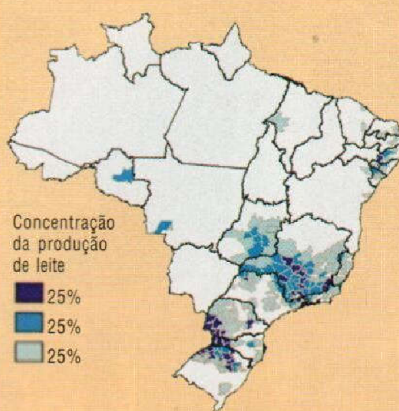 Concentração
da produção
de leite
25%
25%
25%